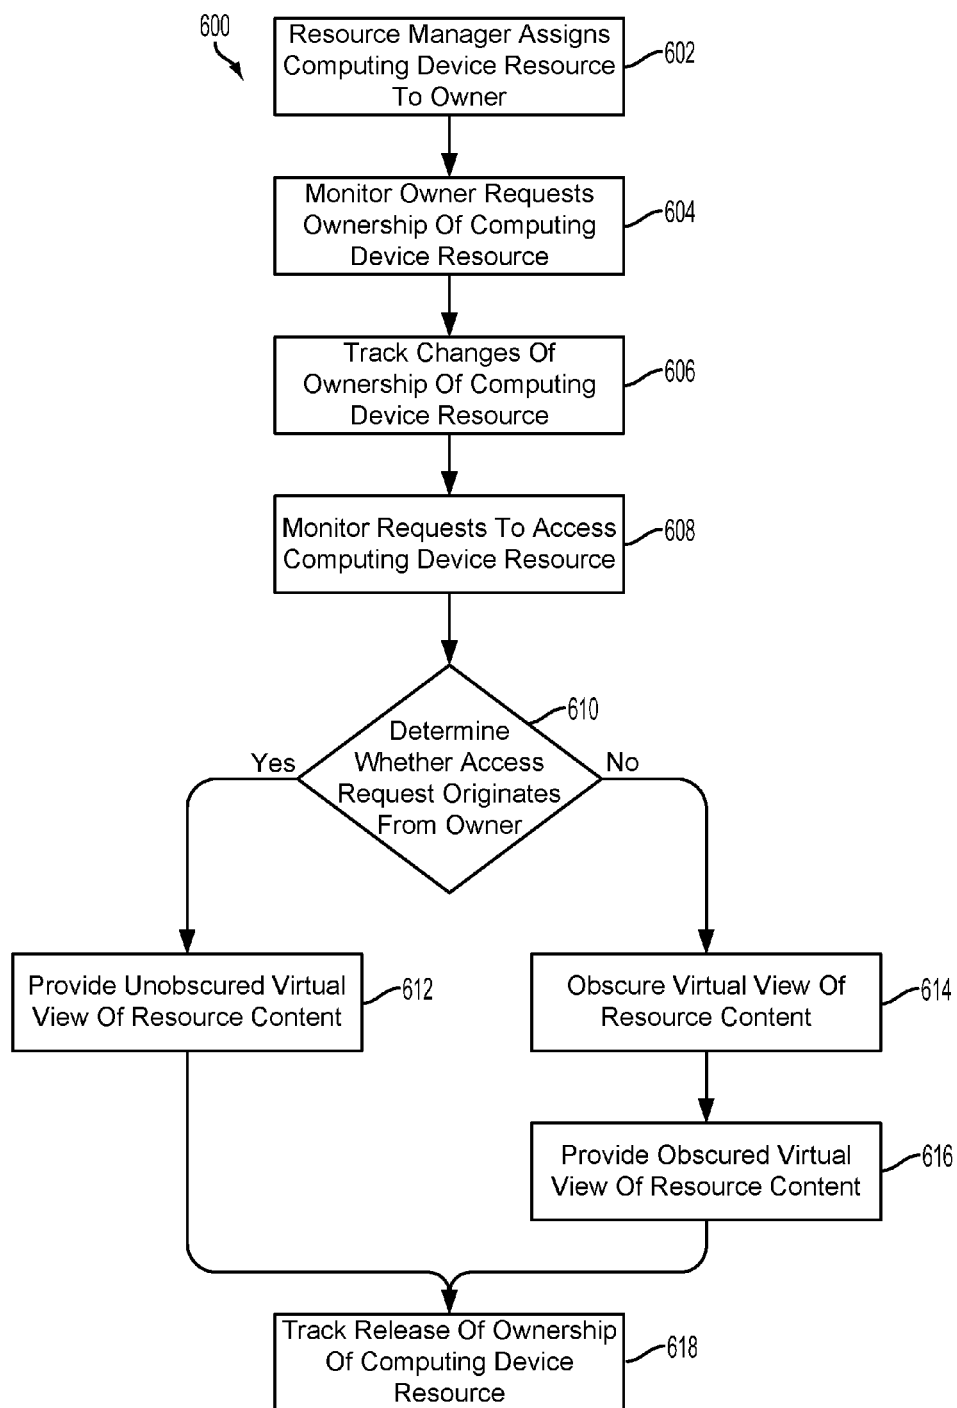 600
Resource Manager Assigns
Computing Device Resource
To Owner
602
Monitor Owner Requests
Ownership Of Computing
Device Resource
604
Track Changes Of
Ownership Of Computing
Device Resource
606
Monitor Requests To Access
Computing Device Resource
608
610
Determine
Whether Access
Request Originates
From Owner
Yes
No
Provide Unobscured Virtual
View Of Resource Content
612
Obscure Virtual View Of
Resource Content
614
Provide Obscured Virtual
View Of Resource Content
616
Track Release Of Ownership
Of Computing Device
Resource
618